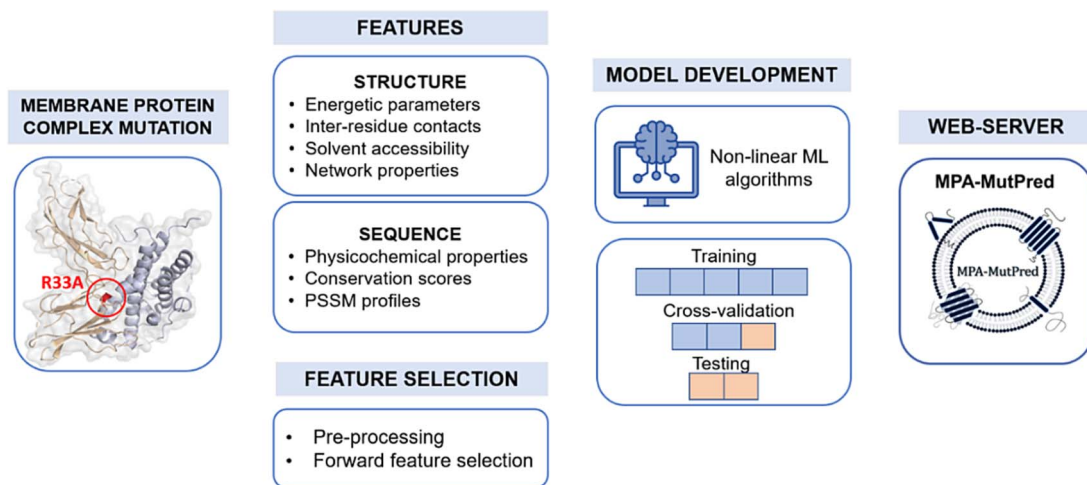 MEMBRANE PROTEIN
COMPLEX MUTATION
R33A
FEATURES
STRUCTURE
• Energetic parameters
• Inter-residue contacts
• Solvent accessibility
• Network properties
SEQUENCE
• Physicochemical properties
• Conservation scores
• PSSM profiles
FEATURE SELECTION
• Pre-processing
• Forward feature selection
MODEL DEVELOPMENT
Non-linear ML
algorithms
Training
Cross-validation
Testing
WEB-SERVER
MPA-MutPred
MPA-MutPred